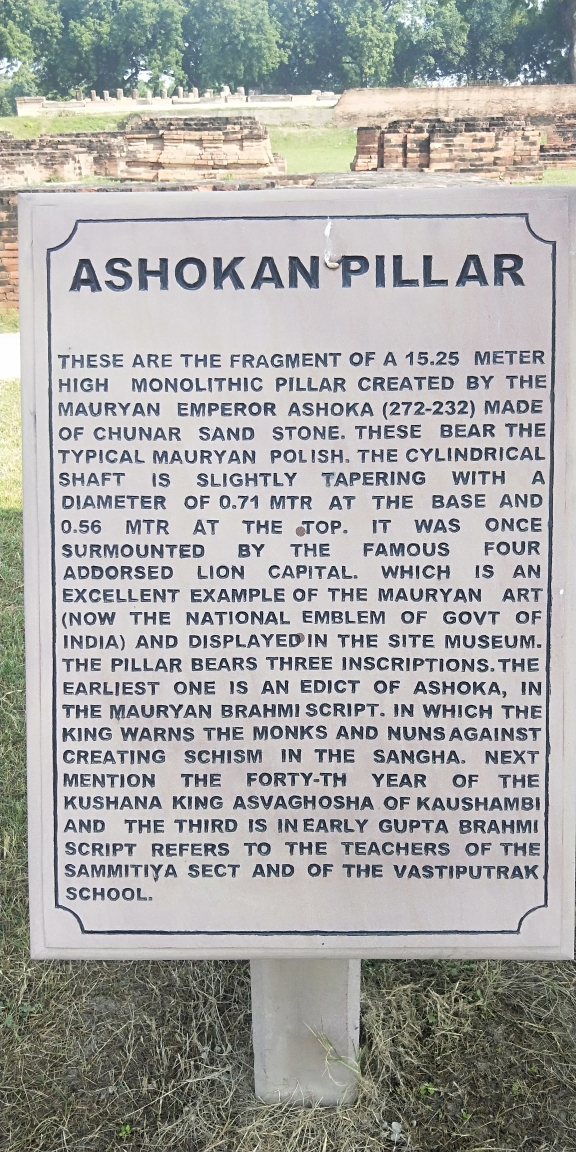 ASHOKAN PILLAR
THESE ARE THE FRAGMENT OF A 15.25 METER
HIGH MONOLITHIC PILLAR CREATED BY THE
MAURYAN EMPEROR ASHOKA (272-232) MADE
OF CHUNAR SAND STONE. THESE BEAR THE
TYPICAL MAURYAN POLISH. THE CYLINDRICAL
SHAFT IS SLIGHTLY TAPERING WITH A
DIAMETER OF 0.71 MTR AT THE BASE AND
0.56 MTR AT THE TOP. IT WAS ONCE
SURMOUNTED BY THE FAMOUS FOUR
ADDORSED LION CAPITAL. WHICH IS AN
EXCELLENT EXAMPLE OF THE MAURYAN ART
(NOW THE NATIONAL EMBLEM OF GOVT OF
INDIA) AND DISPLAYED IN THE SITE MUSEUM.
THE PILLAR BEARS THREE INSCRIPTIONS. THE
EARLIEST ONE IS AN EDICT OF ASHOKA, IN
THE MAURYAN BRAHMI SCRIPT. IN WHICH THE
KING WARNS THE MONKS AND NUNS AGAINST
CREATING SCHISM IN THE SANGHA. NEXT
MENTION THE FORTY-TH YEAR OF THE
KUSHANA KING ASVAGHOSHA OF KAUSHAMBI
AND THE THIRD IS IN EARLY GUPTA BRAHMI
SCRIPT REFERS TO THE TEACHERS OF THE
SAMMITIYA SECT AND OF THE VASTIPUTRAK
SCHOOL.